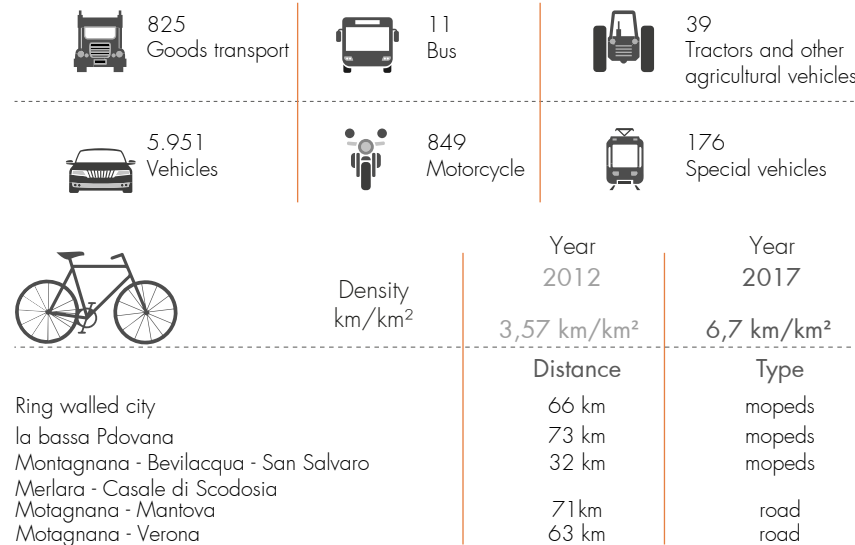 825
Goods transport
11
Bus
39
Tractors and other
agricultural vehicles
5.951
Vehicles
849
Motorcycle
176
Special vehicles
Density
km/km²
Year
2012
3,57 km/km²
Year
2017
6,7 km/km²
Distance
Type
Ring walled city 66 km mopeds
la bassa Pdovana 73 km mopeds
Montagnana - Bevilacqua - San Salvaro 32 km mopeds
Merlara - Casale di Scodosia
Motagnana - Mantova 71km road
Motagnana - Verona 63 km road